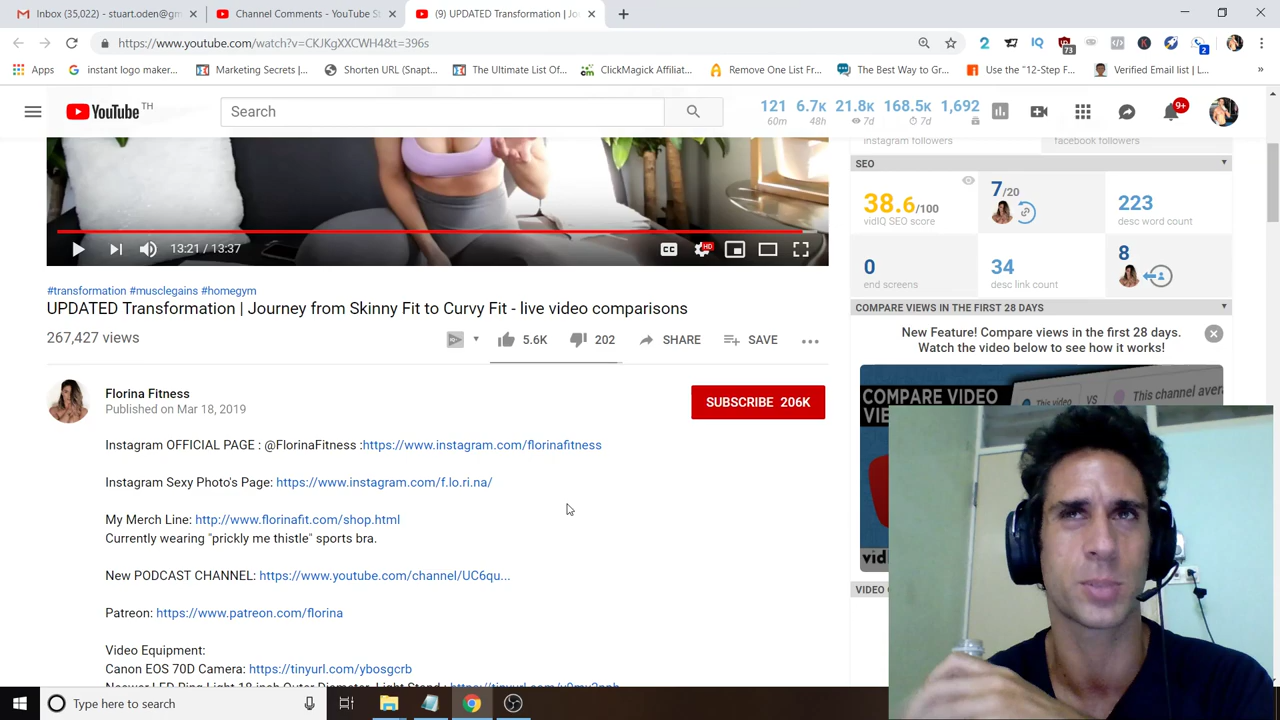 Inbox (35,022) - stuart.oden@gm
Channel Comments - YouTube St
(9) UPDATED Transformation | Jo
https://www.youtube.com/watch?v=CKJKgXXCWH4&t=396s
2
IQ
73
K
2
Apps
instant logo maker...
Marketing Secrets |...
Shorten URL (Snapt...
The Ultimate List Of...
ClickMagick Affiliat...
Remove One List Fr...
The Best Way to Gr...
Use the "12-Step F...
Verified Email list | L...
»
YouTube TH
Search
121 6.7K 21.8K 168.5K 1,692
60m 48h 7d 7d
9+
instagram followers
facebook followers
SEO
38.6/100
vidIQ SEO score
7/20
223
desc word count
0
end screens
34
desc link count
8
13:21 / 13:37
CC
HD
#transformation #musclegains #homegym
UPDATED Transformation | Journey from Skinny Fit to Curvy Fit - live video comparisons
267,427 views
5.6K
202
SHARE
SAVE
COMPARE VIEWS IN THE FIRST 28 DAYS
New Feature! Compare views in the first 28 days.
Watch the video below to see how it works!
COMPARE VIDEO
This video
VS
This channel avera
Florina Fitness
Published on Mar 18, 2019
SUBSCRIBE 206K
Instagram OFFICIAL PAGE : @FlorinaFitness :https://www.instagram.com/florinafitness
Instagram Sexy Photo's Page: https://www.instagram.com/f.lo.ri.na/
My Merch Line: http://www.florinafit.com/shop.html
Currently wearing "prickly me thistle" sports bra.
New PODCAST CHANNEL: https://www.youtube.com/channel/UC6qu...
Patreon: https://www.patreon.com/florina
Video Equipment:
Canon EOS 70D Camera: https://tinyurl.com/ybosgcrb
vid
VIDEO
Type here to search